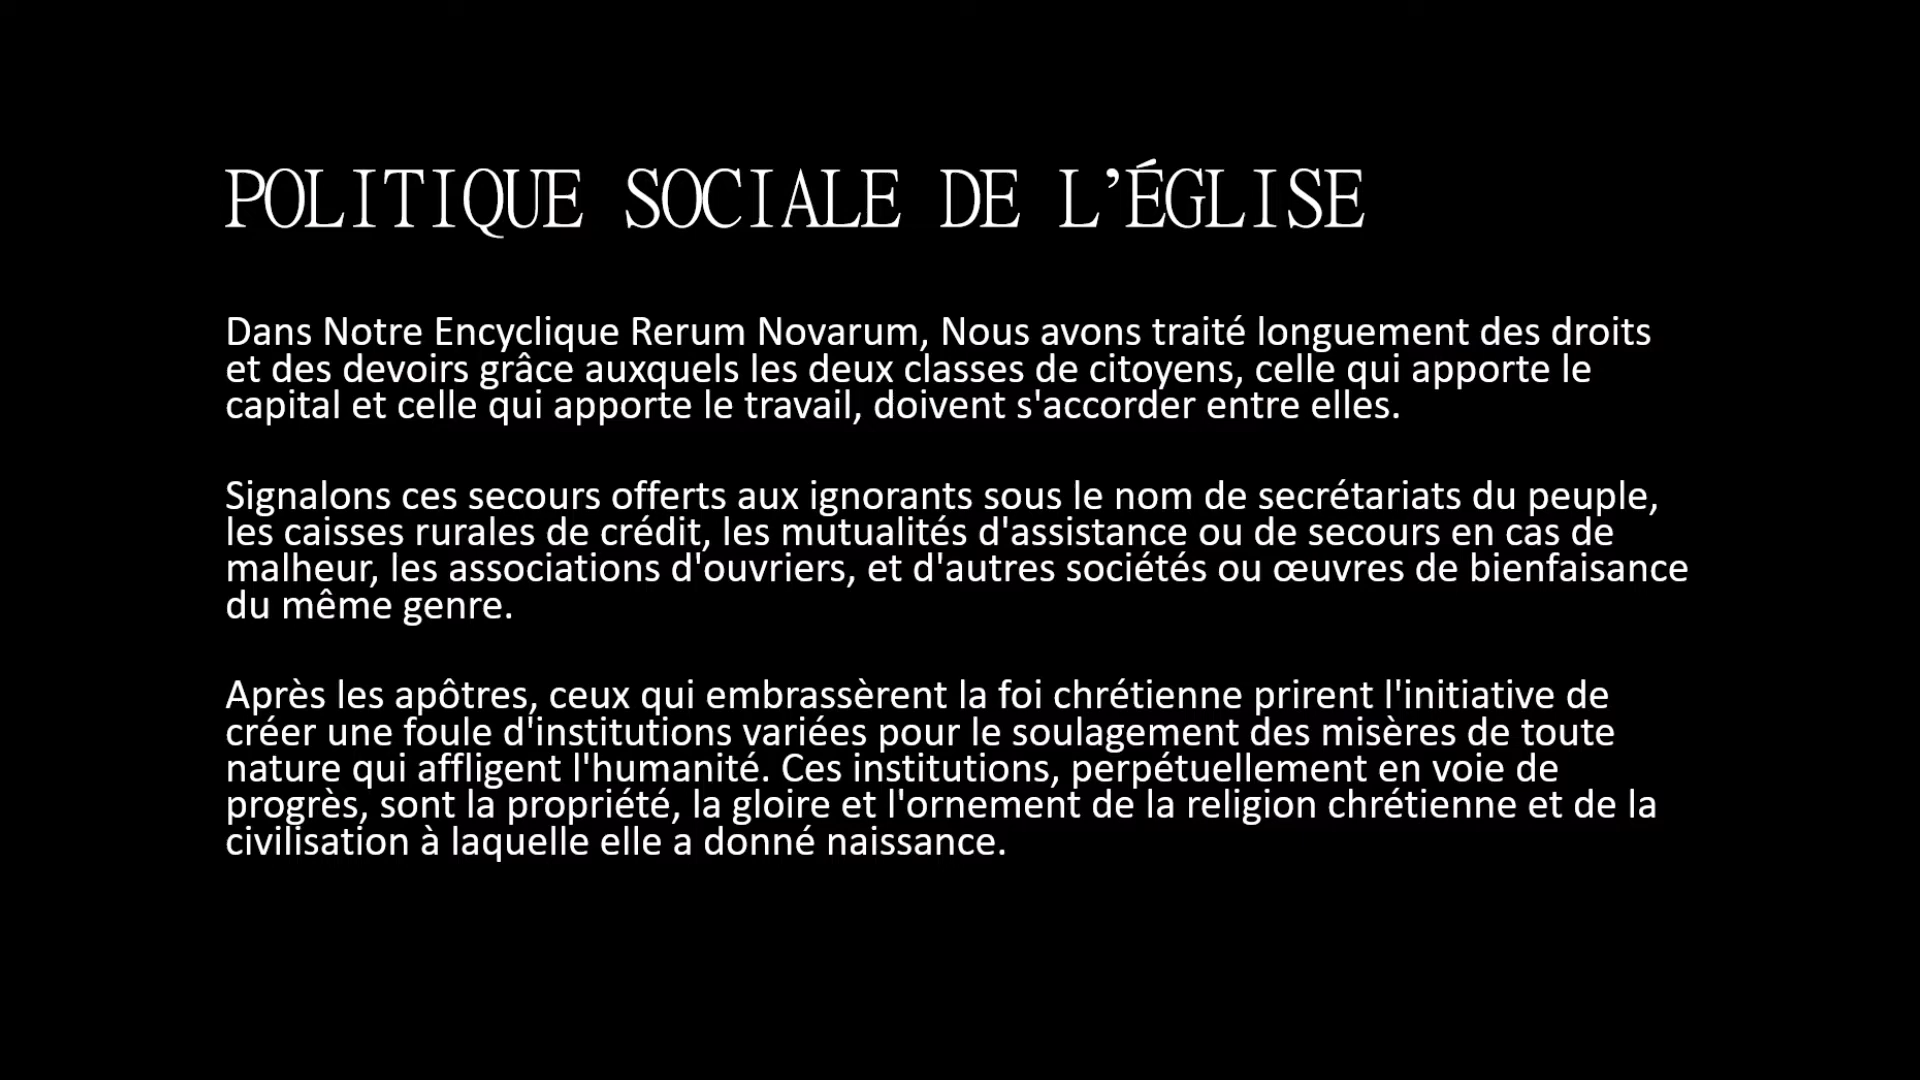 POLITIQUE SOCIALE DE L’ÉGLISE
Dans Notre Encyclique Rerum Novarum, Nous avons traité longuement des droits
et des devoirs grâce auxquels les deux classes de citoyens, celle qui apporte le
capital et celle qui apporte le travail, doivent s'accorder entre elles.
Signalons ces secours offerts aux ignorants sous le nom de secrétariats du peuple,
les caisses rurales de crédit, les mutualités d'assistance ou de secours en cas de
malheur, les associations d'ouvriers, et d'autres sociétés ou œuvres de bienfaisance
du même genre.
Après les apôtres, ceux qui embrassèrent la foi chrétienne prirent l'initiative de
créer une foule d'institutions variées pour le soulagement des misères de toute
nature qui affligent l'humanité. Ces institutions, perpétuellement en voie de
progrès, sont la propriété, la gloire et l'ornement de la religion chrétienne et de la
civilisation à laquelle elle a donné naissance.